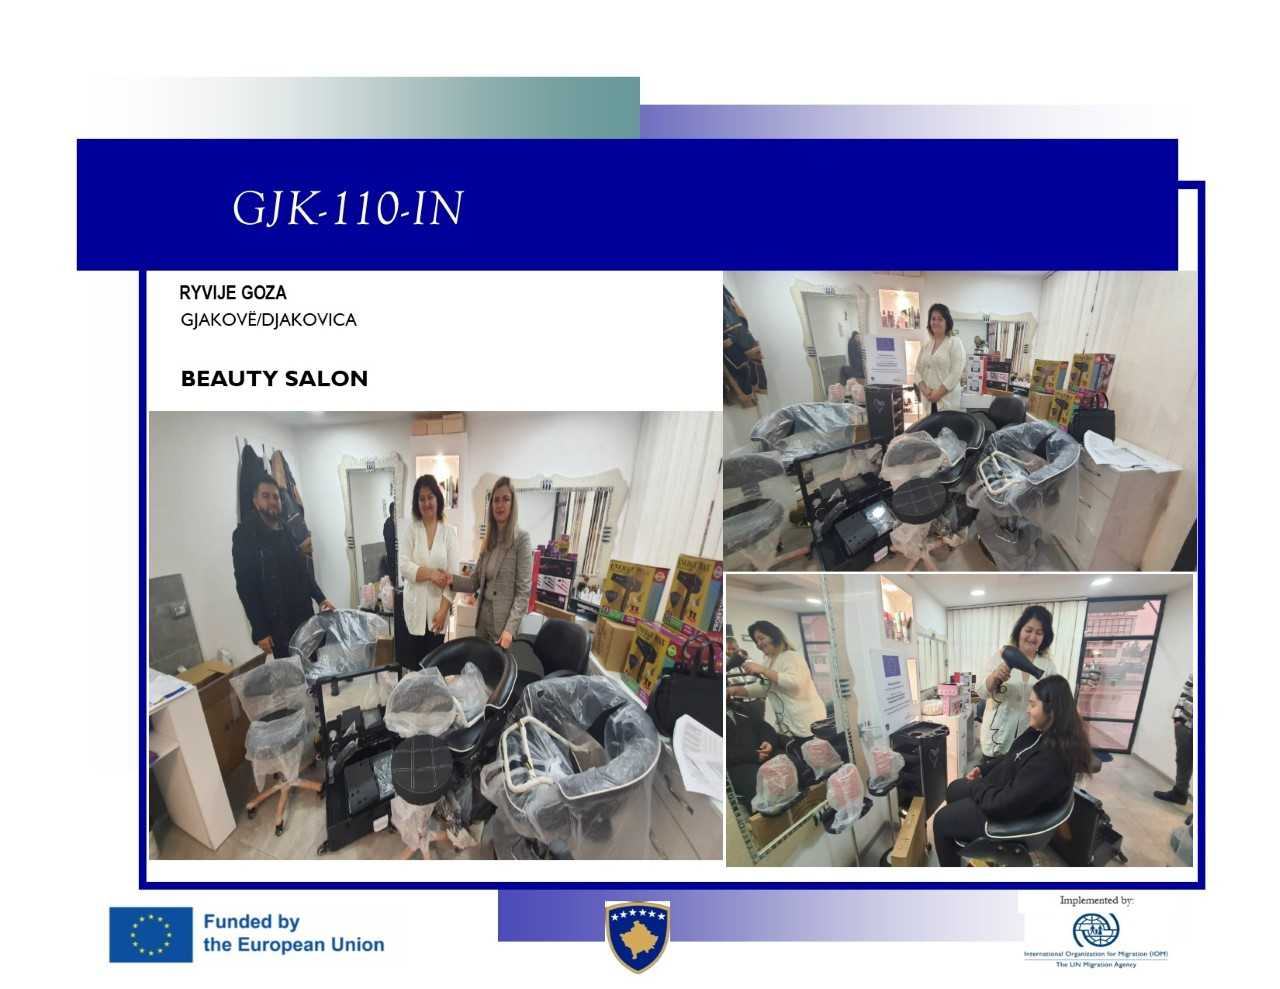 GJK-110-IN
RYVIJE GOZA
GJAKOVË/DJAKOVICA
BEAUTY SALON
Funded by
the European Union
Implemented by:
International Organization for Migration (IOM)
The UN Migration Agency